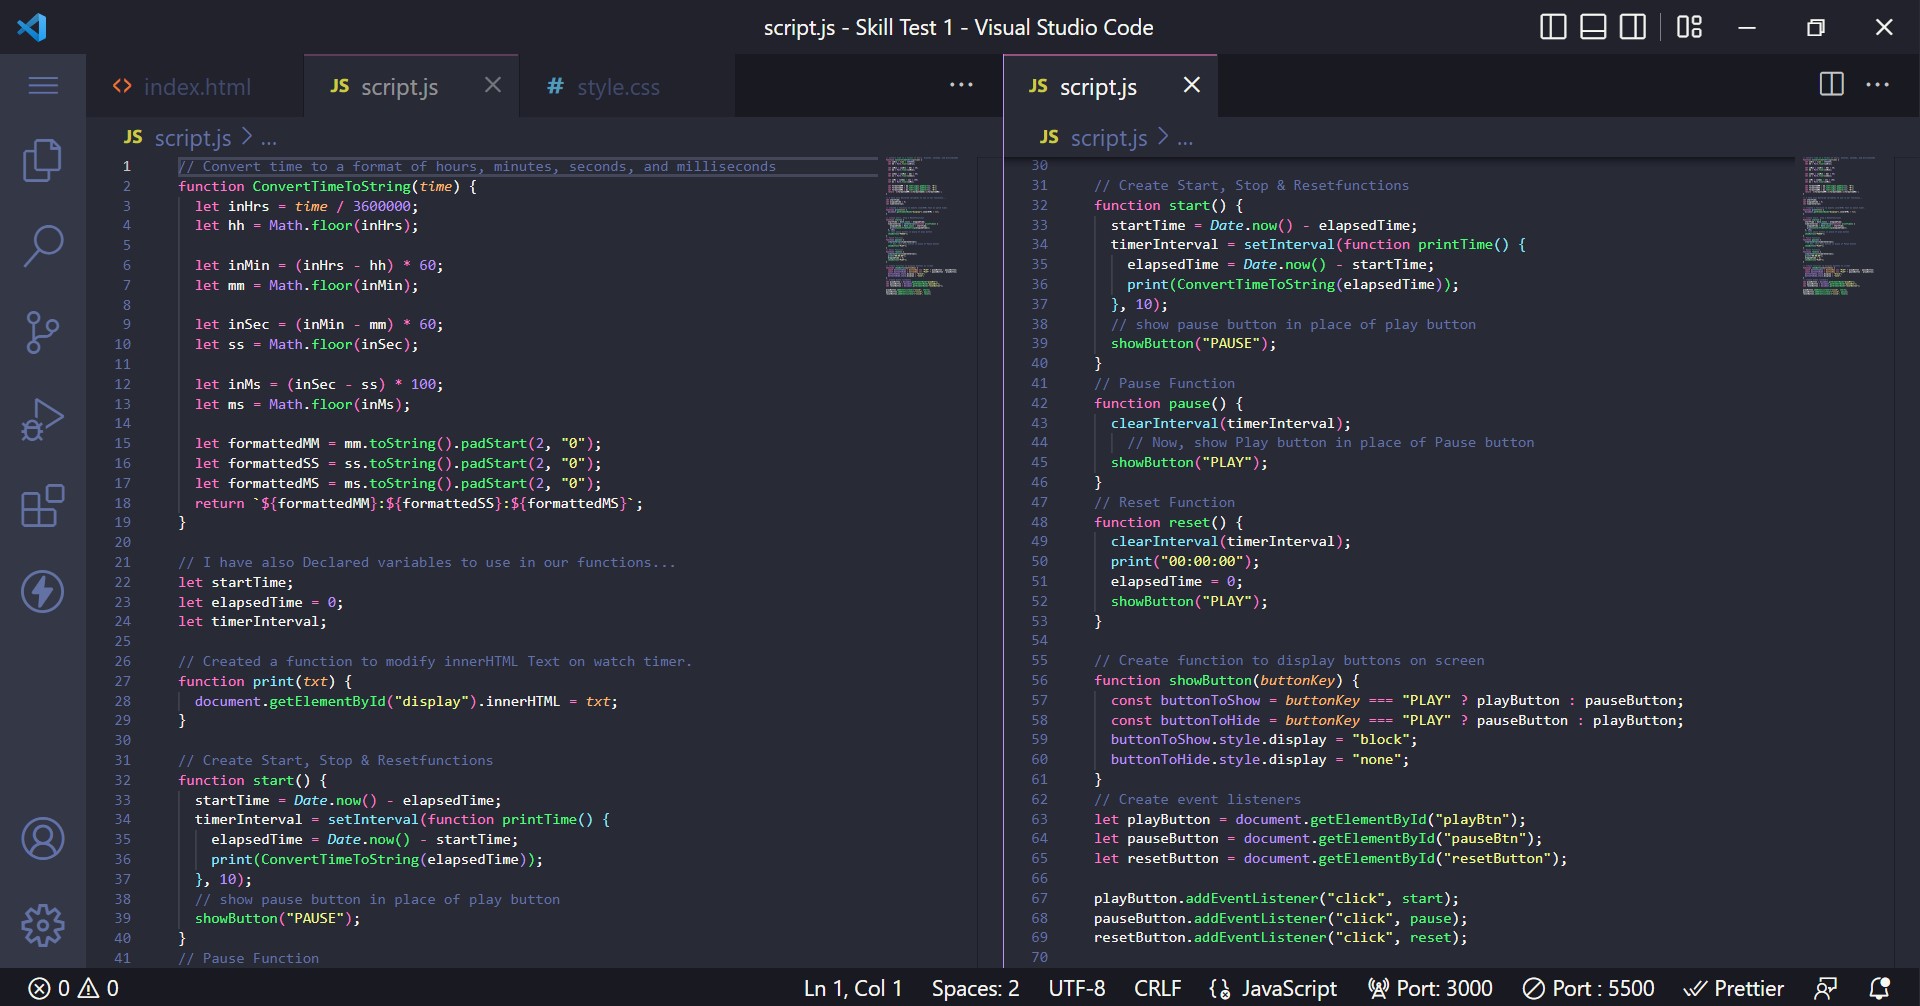 script.js - Skill Test 1 - Visual Studio Code
index.html
JS script.js
# style.css
JS script.js > ...
1 // Convert time to a format of hours, minutes, seconds, and milliseconds
2 function ConvertTimeToString(time) {
3 let inHrs = time / 3600000;
4 let hh = Math.floor(inHrs);
5
6 let inMin = (inHrs - hh) * 60;
7 let mm = Math.floor(inMin);
8
9 let inSec = (inMin - mm) * 60;
10 let ss = Math.floor(inSec);
11
12 let inMs = (inSec - ss) * 100;
13 let ms = Math.floor(inMs);
14
15 let formattedMM = mm.toString().padStart(2, "0");
16 let formattedSS = ss.toString().padStart(2, "0");
17 let formattedMS = ms.toString().padStart(2, "0");
18 return `${formattedMM}:${formattedSS}:${formattedMS}`;
19 }
20
21 // I have also Declared variables to use in our functions...
22 let startTime;
23 let elapsedTime = 0;
24 let timerInterval;
25
26 // Created a function to modify innerHTML Text on watch timer.
27 function print(txt) {
28 document.getElementById("display").innerHTML = txt;
29 }
30
31 // Create Start, Stop & Resetfunctions
32 function start() {
33 startTime = Date.now() - elapsedTime;
34 timerInterval = setInterval(function printTime() {
35 elapsedTime = Date.now() - startTime;
36 print(ConvertTimeToString(elapsedTime));
37 }, 10);
38 // show pause button in place of play button
39 showButton("PAUSE");
40 }
41 // Pause Function
JS script.js
JS script.js > ...
30
31 // Create Start, Stop & Resetfunctions
32 function start() {
33 startTime = Date.now() - elapsedTime;
34 timerInterval = setInterval(function printTime() {
35 elapsedTime = Date.now() - startTime;
36 print(ConvertTimeToString(elapsedTime));
37 }, 10);
38 // show pause button in place of play button
39 showButton("PAUSE");
40 }
41 // Pause Function
42 function pause() {
43 clearInterval(timerInterval);
44 // Now, show Play button in place of Pause button
45 showButton("PLAY");
46 }
47 // Reset Function
48 function reset() {
49 clearInterval(timerInterval);
50 print("00:00:00");
51 elapsedTime = 0;
52 showButton("PLAY");
53 }
54
55 // Create function to display buttons on screen
56 function showButton(buttonKey) {
57 const buttonToShow = buttonKey === "PLAY" ? playButton : pauseButton;
58 const buttonToHide = buttonKey === "PLAY" ? pauseButton : playButton;
59 buttonToShow.style.display = "block";
60 buttonToHide.style.display = "none";
61 }
62 // Create event listeners
63 let playButton = document.getElementById("playBtn");
64 let pauseButton = document.getElementById("pauseBtn");
65 let resetButton = document.getElementById("resetButton");
66
67 playButton.addEventListener("click", start);
68 pauseButton.addEventListener("click", pause);
69 resetButton.addEventListener("click", reset);
70
0 0 Ln 1, Col 1 Spaces: 2 UTF-8 CRLF JavaScript Port: 3000 Port : 5500 Prettier